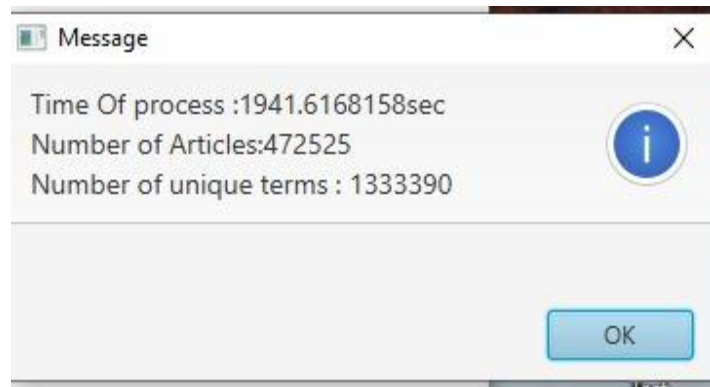 Message
Time Of process :1941.6168158sec
Number of Articles:472525
Number of unique terms : 1333390
i
OK